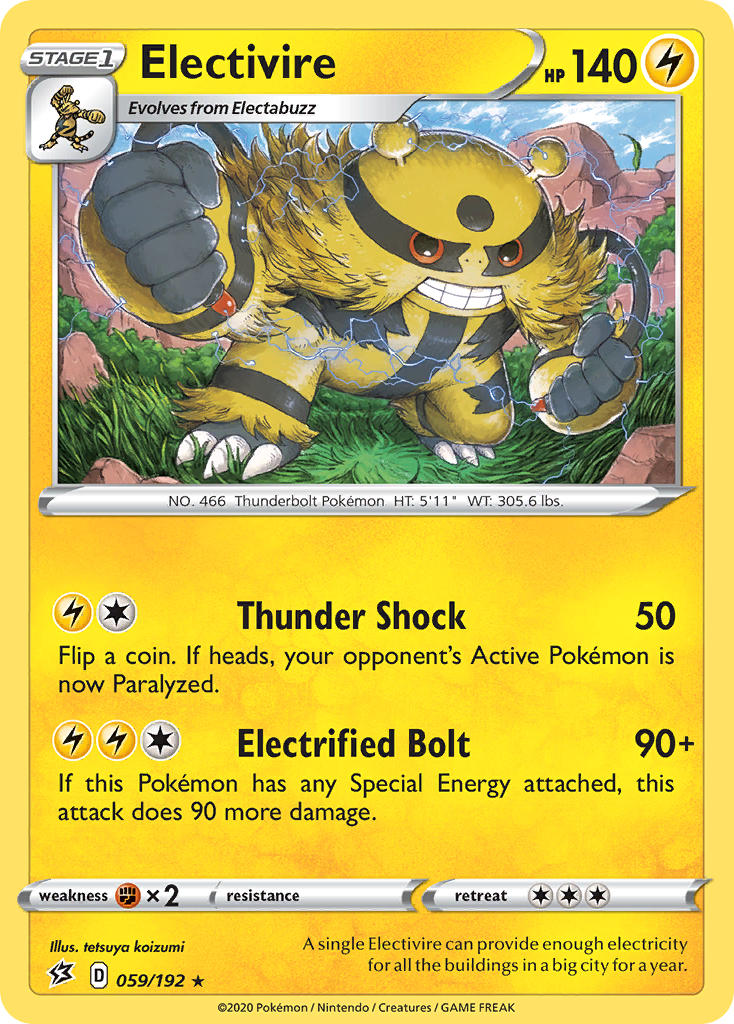 STAGE1
Electivire
HP 140
Evolves from Electabuzz
NO. 466 Thunderbolt Pokémon HT: 5'11" WT: 305.6 lbs.
Thunder Shock 50
Flip a coin. If heads, your opponent's Active Pokémon is
now Paralyzed.
Electrified Bolt 90+
If this Pokémon has any Special Energy attached, this
attack does 90 more damage.
weakness ×2 resistance retreat
Illus. tetsuya koizumi
A single Electivire can provide enough electricity
for all the buildings in a big city for a year.
D 059/192 ★
©2020 Pokémon / Nintendo / Creatures / GAME FREAK